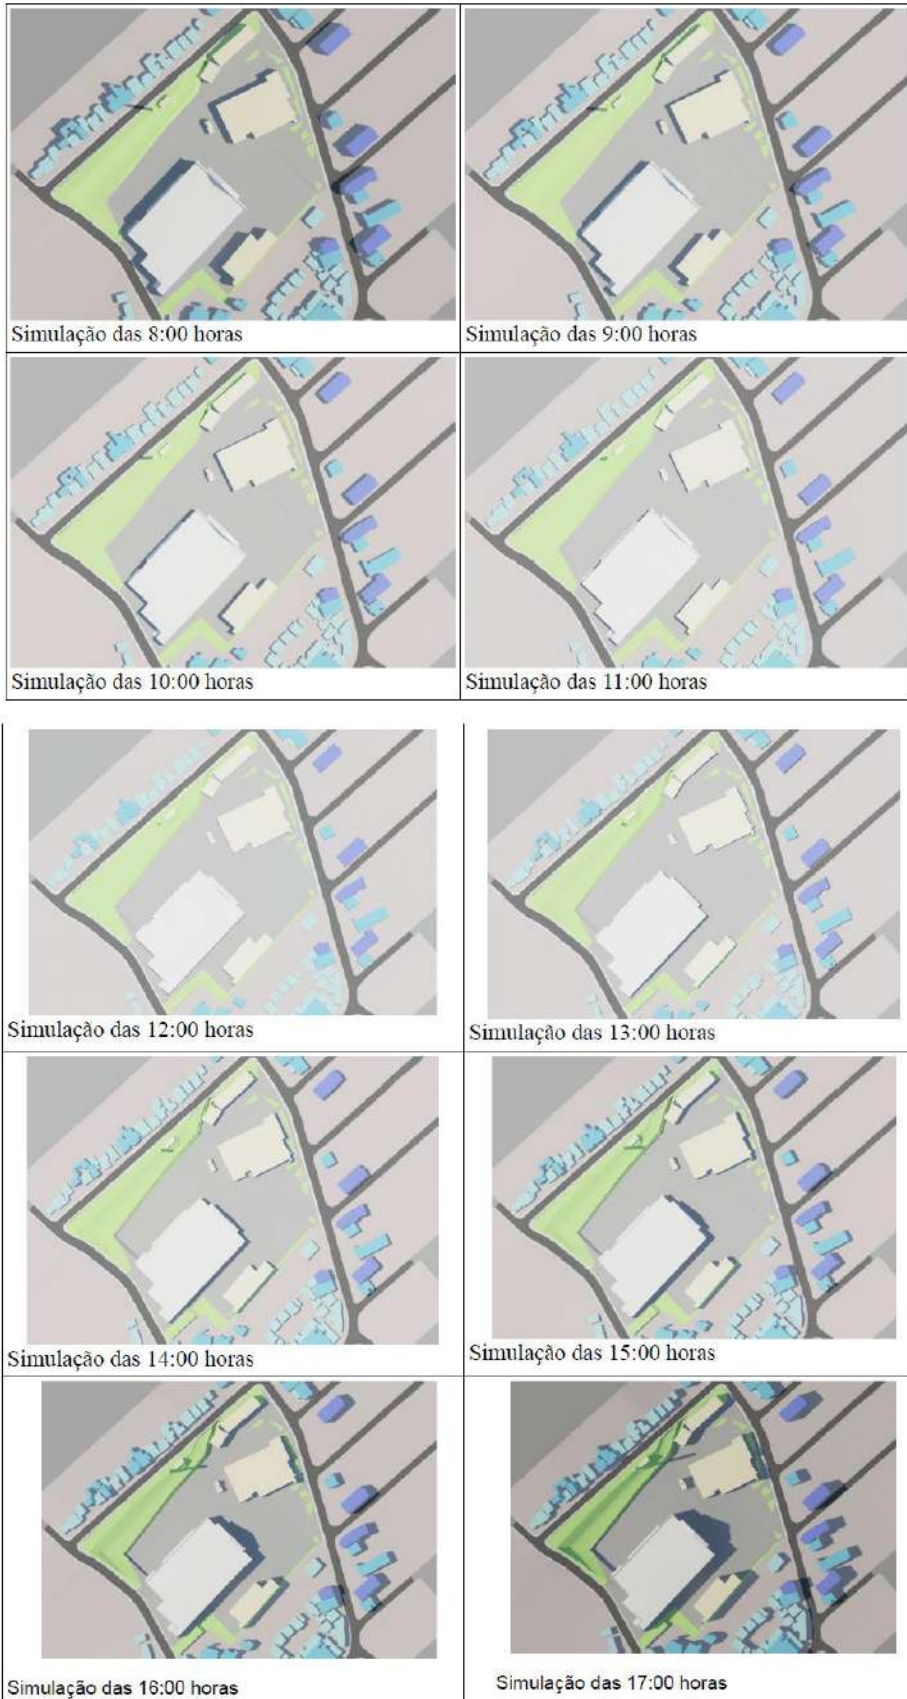 Simulação das 8:00 horas
Simulação das 9:00 horas
Simulação das 10:00 horas
Simulação das 11:00 horas
Simulação das 12:00 horas
Simulação das 13:00 horas
Simulação das 14:00 horas
Simulação das 15:00 horas
Simulação das 16:00 horas
Simulação das 17:00 horas